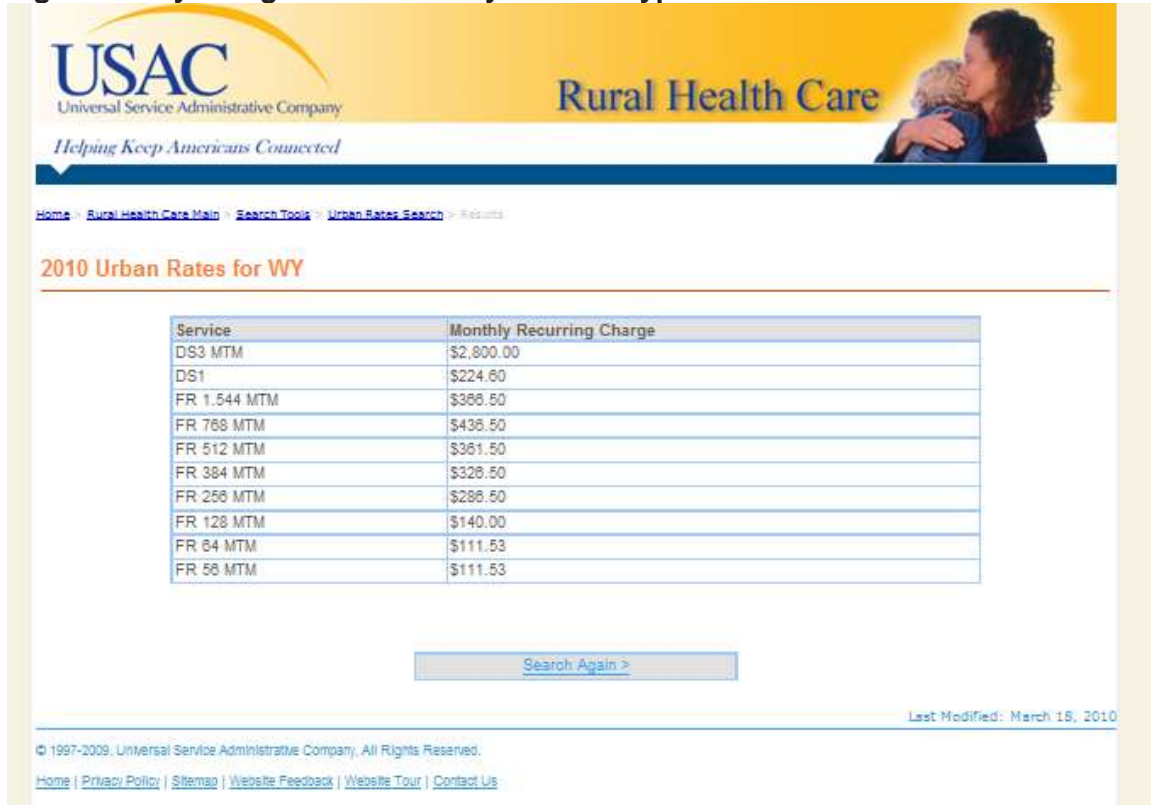 USAC
Universal Service Administrative Company
Rural Health Care
Helping Keep Americans Connected
Home > Rural Health Care Main > Search Tools > Urban Rates Search > Results
2010 Urban Rates for WY
Service Monthly Recurring Charge
DS3 MTM $2,800.00
DS1 $224.60
FR 1.544 MTM $366.50
FR 768 MTM $436.50
FR 512 MTM $361.50
FR 384 MTM $326.50
FR 256 MTM $286.50
FR 128 MTM $140.00
FR 64 MTM $111.53
FR 56 MTM $111.53
Search Again >
Last Modified: March 18, 2010
© 1997-2009, Universal Service Administrative Company, All Rights Reserved.
Home | Privacy Policy | Sitemap | Website Feedback | Website Tour | Contact Us